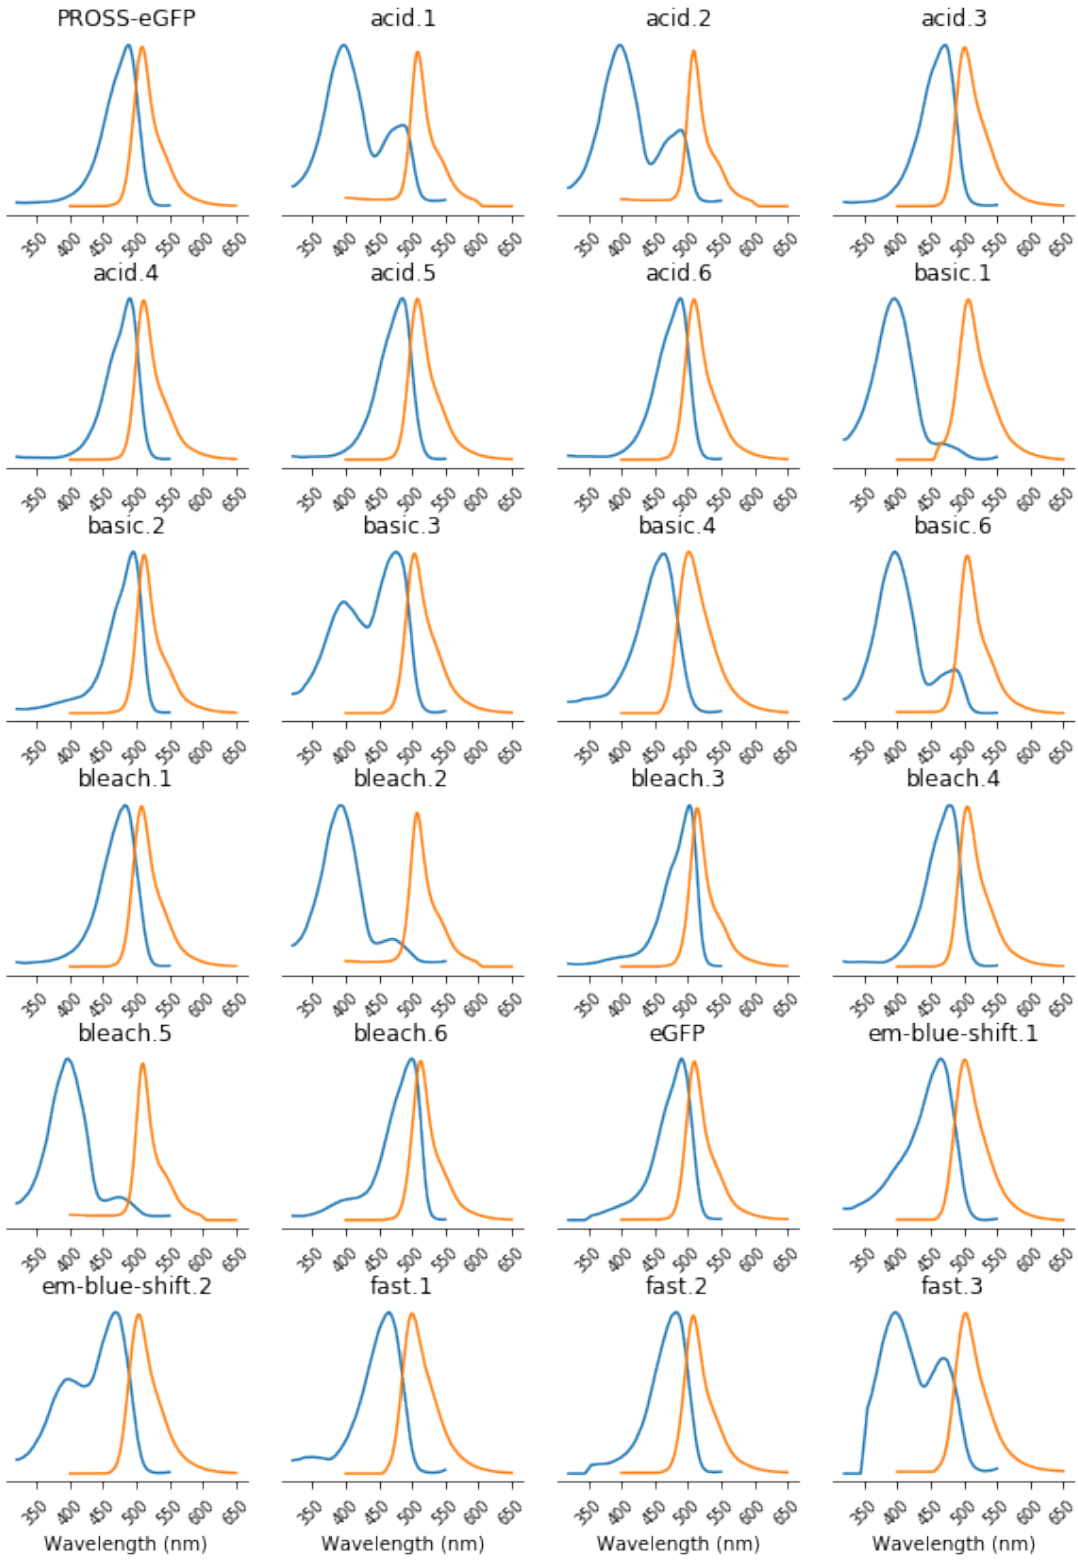 PROSS-eGFP acid.1 acid.2 acid.3
350 400 450 500 550 600 650 350 400 450 500 550 600 650 350 400 450 500 550 600 650 350 400 450 500 550 600 650
acid.4 acid.5 acid.6 basic.1
350 400 450 500 550 600 650 350 400 450 500 550 600 650 350 400 450 500 550 600 650 350 400 450 500 550 600 650
basic.2 basic.3 basic.4 basic.6
350 400 450 500 550 600 650 350 400 450 500 550 600 650 350 400 450 500 550 600 650 350 400 450 500 550 600 650
bleach.1 bleach.2 bleach.3 bleach.4
350 400 450 500 550 600 650 350 400 450 500 550 600 650 350 400 450 500 550 600 650 350 400 450 500 550 600 650
bleach.5 bleach.6 eGFP em-blue-shift.1
350 400 450 500 550 600 650 350 400 450 500 550 600 650 350 400 450 500 550 600 650 350 400 450 500 550 600 650
em-blue-shift.2 fast.1 fast.2 fast.3
350 400 450 500 550 600 650 350 400 450 500 550 600 650 350 400 450 500 550 600 650 350 400 450 500 550 600 650
Wavelength (nm) Wavelength (nm) Wavelength (nm) Wavelength (nm)